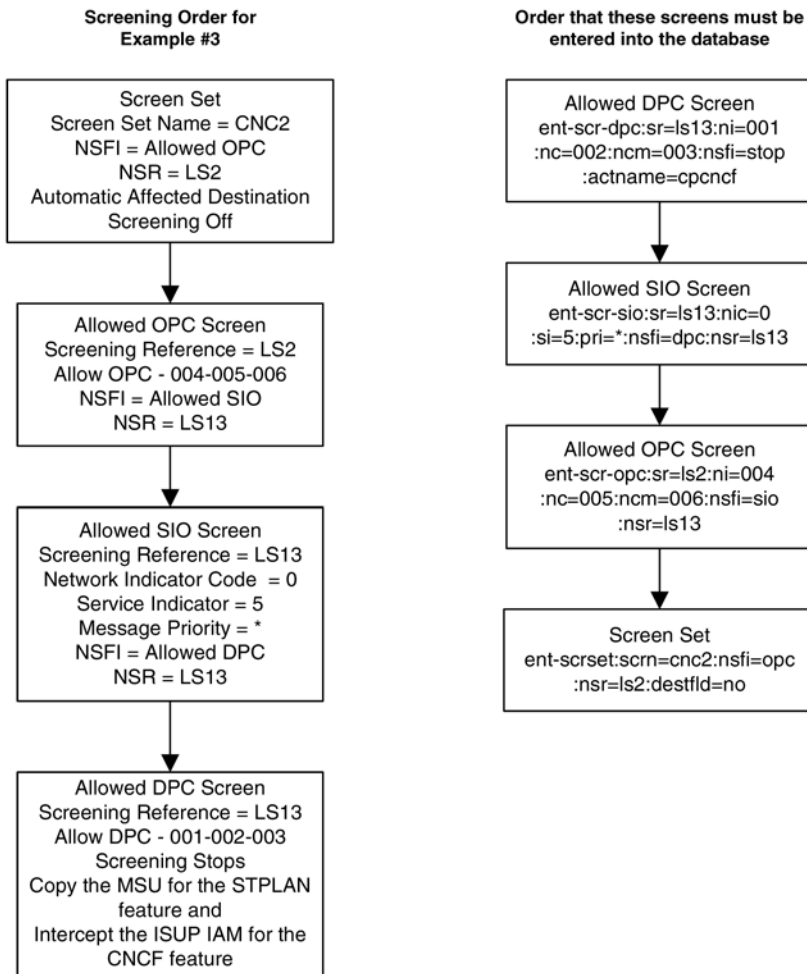 Screening Order for
Example #3
Screen Set
Screen Set Name = CNC2
NSFI = Allowed OPC
NSR = LS2
Automatic Affected Destination
Screening Off
Allowed OPC Screen
Screening Reference = LS2
Allow OPC - 004-005-006
NSFI = Allowed SIO
NSR = LS13
Allowed SIO Screen
Screening Reference = LS13
Network Indicator Code = 0
Service Indicator = 5
Message Priority = *
NSFI = Allowed DPC
NSR = LS13
Allowed DPC Screen
Screening Reference = LS13
Allow DPC - 001-002-003
Screening Stops
Copy the MSU for the STPLAN
feature and
Intercept the ISUP IAM for the
CNCF feature
Order that these screens must be
entered into the database
Allowed DPC Screen
ent-scr-dpc:sr=ls13:ni=001
:nc=002:ncm=003:nsfi=stop
:actname=cpcncf
Allowed SIO Screen
ent-scr-sio:sr=ls13:nic=0
:si=5:pri=*:nsfi=dpc:nsr=ls13
Allowed OPC Screen
ent-scr-opc:sr=ls2:ni=004
:nc=005:ncm=006:nsfi=sio
:nsr=ls13
Screen Set
ent-scrset:scrn=cnc2:nsfi=opc
:nsr=ls2:destfld=no